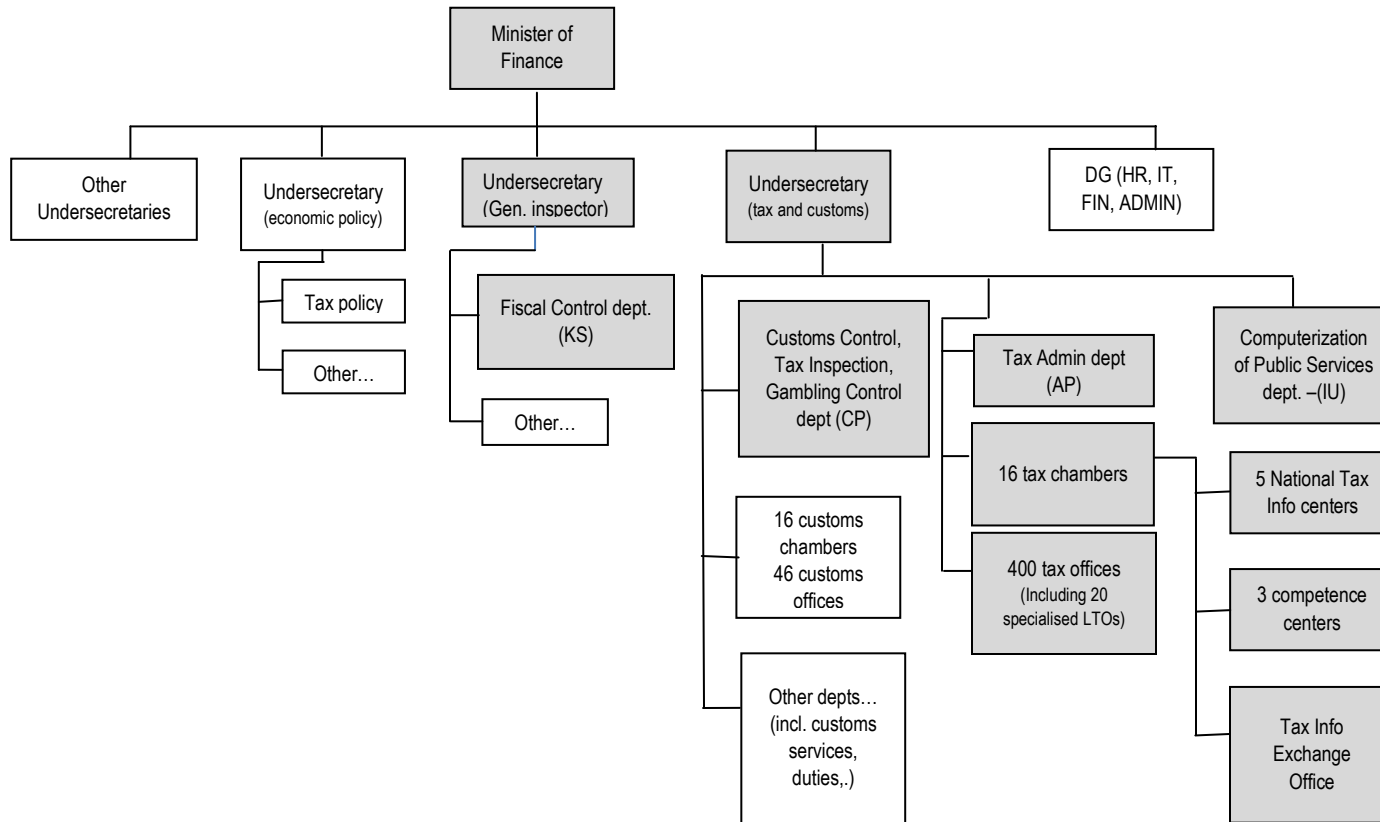 Minister of
Finance
Other
Undersecretaries
Undersecretary
(economic policy)
Undersecretary
(Gen. inspector)
Undersecretary
(tax and customs)
DG (HR, IT,
FIN, ADMIN)
Tax policy
Other…
Fiscal Control dept.
(KS)
Other…
Customs Control,
Tax Inspection,
Gambling Control
dept (CP)
16 customs
chambers
46 customs
offices
Other depts…
(incl. customs
services,
duties,.)
Tax Admin dept
(AP)
16 tax chambers
400 tax offices
(Including 20
specialised LTOs)
Computerization
of Public Services
dept. –(IU)
5 National Tax
Info centers
3 competence
centers
Tax Info
Exchange
Office